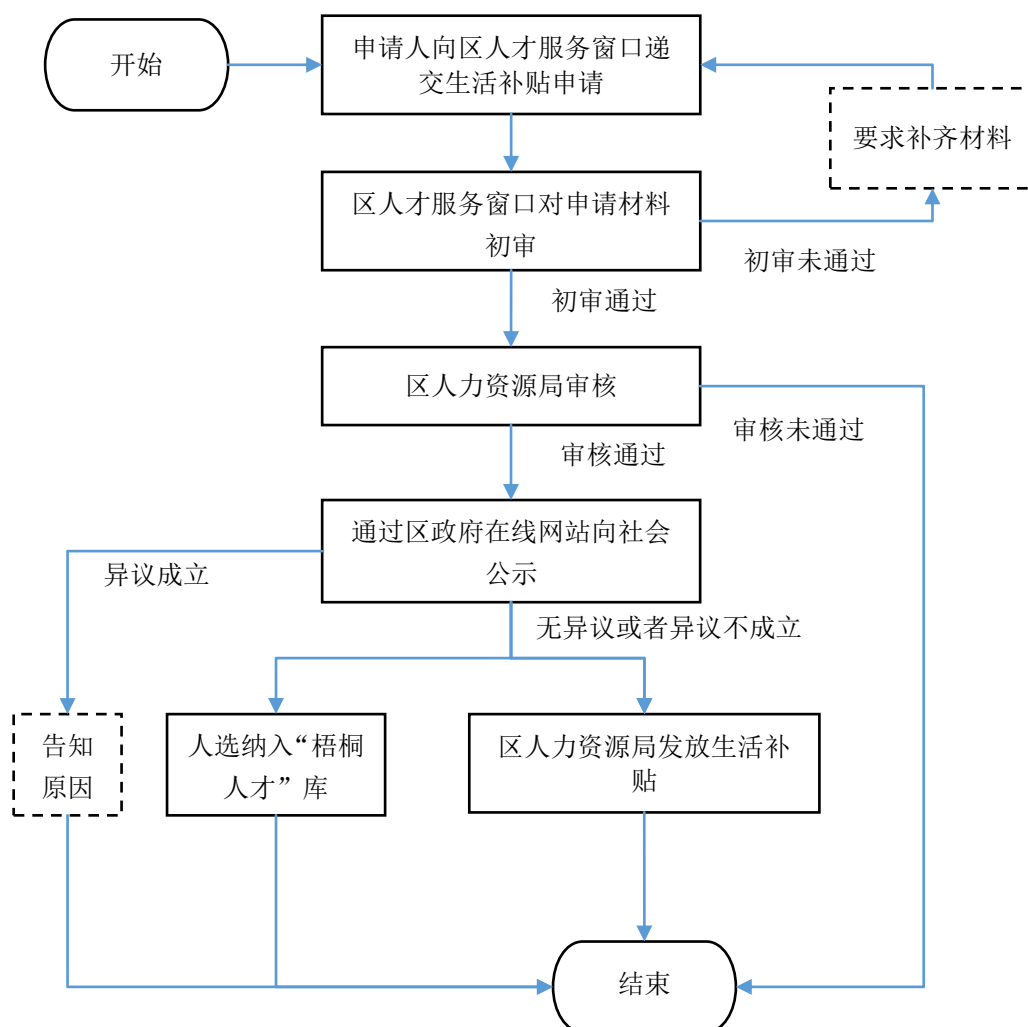 开始
申请人向区人才服务窗口递
交生活补贴申请
要求补齐材料
区人才服务窗口对申请材料
初审
初审未通过
初审通过
区人力资源局审核
审核未通过
审核通过
通过区政府在线网站向社会
公示
异议成立
无异议或者异议不成立
告知
原因
人选纳入“梧桐
人才”库
区人力资源局发放生活补
贴
结束